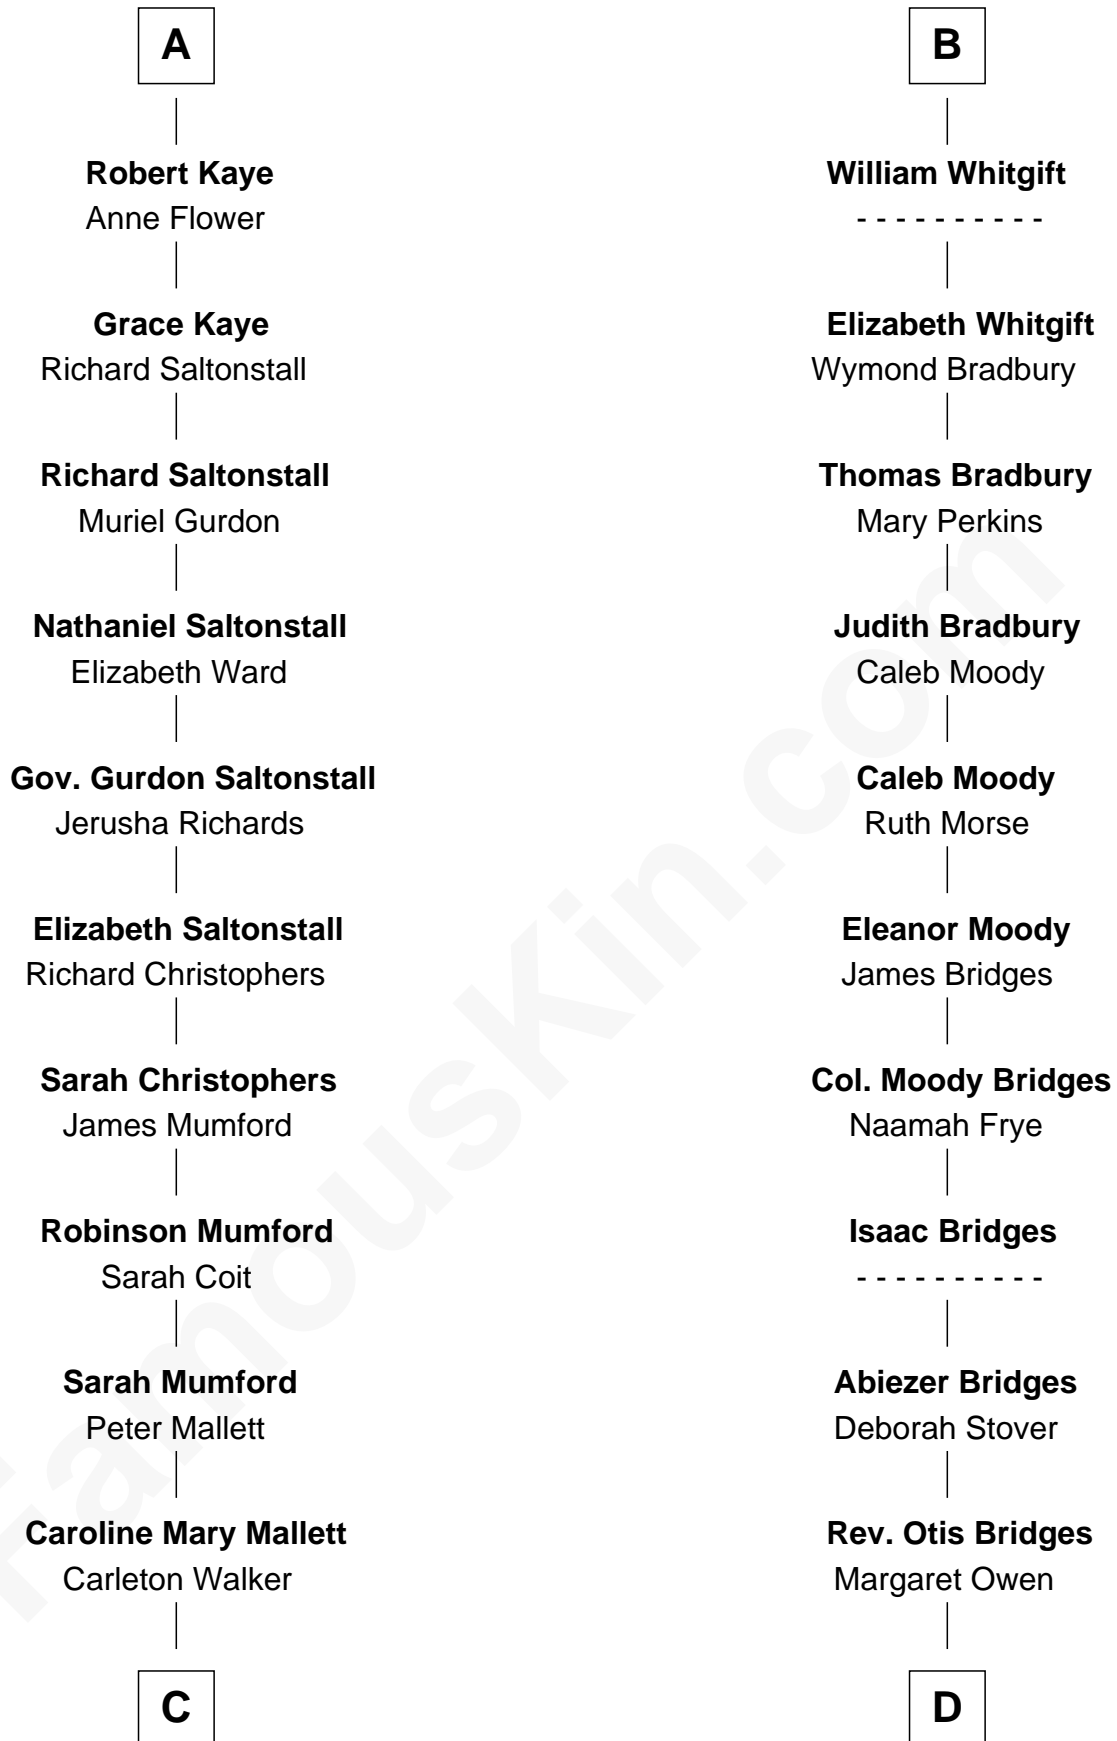 A
Robert Kaye
Anne Flower
Grace Kaye
Richard Saltonstall
Richard Saltonstall
Muriel Gurdon
Nathaniel Saltonstall
Elizabeth Ward
Gov. Gurdon Saltonstall
Jerusha Richards
Elizabeth Saltonstall
Richard Christophers
Sarah Christophers
James Mumford
Robinson Mumford
Sarah Coit
Sarah Mumford
Peter Mallett
Caroline Mary Mallett
Carleton Walker
C
B
William Whitgift
- - - - - - - - - -
Elizabeth Whitgift
Wymond Bradbury
Thomas Bradbury
Mary Perkins
Judith Bradbury
Caleb Moody
Caleb Moody
Ruth Morse
Eleanor Moody
James Bridges
Col. Moody Bridges
Naamah Frye
Isaac Bridges
- - - - - - - - - -
Abiezer Bridges
Deborah Stover
Rev. Otis Bridges
Margaret Owen
D
FamousKin.com